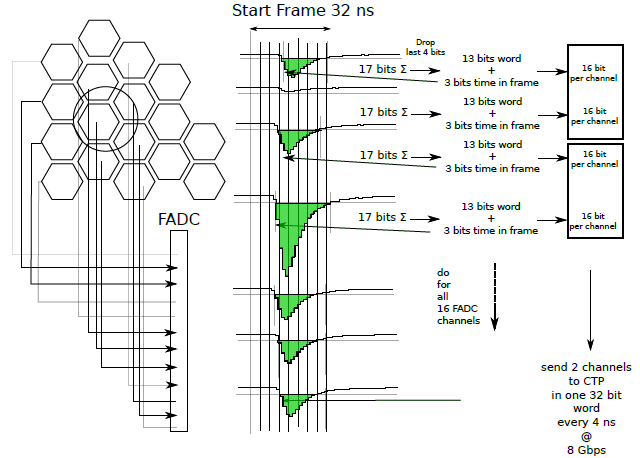 Start Frame 32 ns
Drop
last 4 bits
17 bits Σ
13 bits word
+
3 bits time in frame
16 bit
per channel
17 bits Σ
13 bits word
+
3 bits time in frame
16 bit
per channel
17 bits Σ
13 bits word
+
3 bits time in frame
16 bit
per channel
17 bits Σ
13 bits word
+
3 bits time in frame
16 bit
per channel
FADC
do
for
all
16 FADC
channels
send 2 channels
to CTP
in one 32 bit
word
every 4 ns
@
8 Gbps